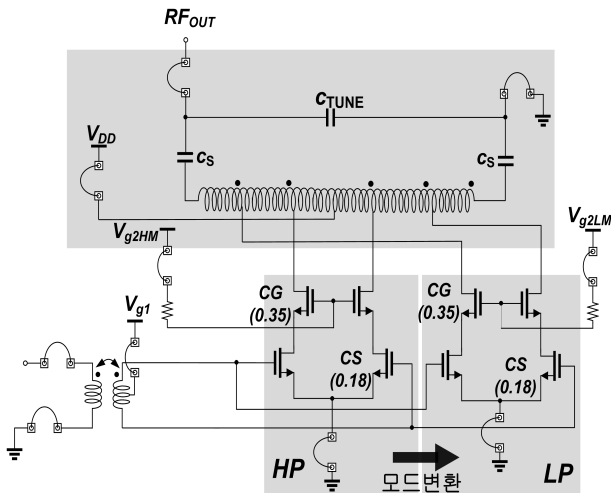 RF_OUT
C_TUNE
V_DD
C_S
C_S
V_g2HM
V_g2LM
V_g1
CG
(0.35)
CG
(0.35)
CS
(0.18)
CS
(0.18)
HP
모드변환
LP